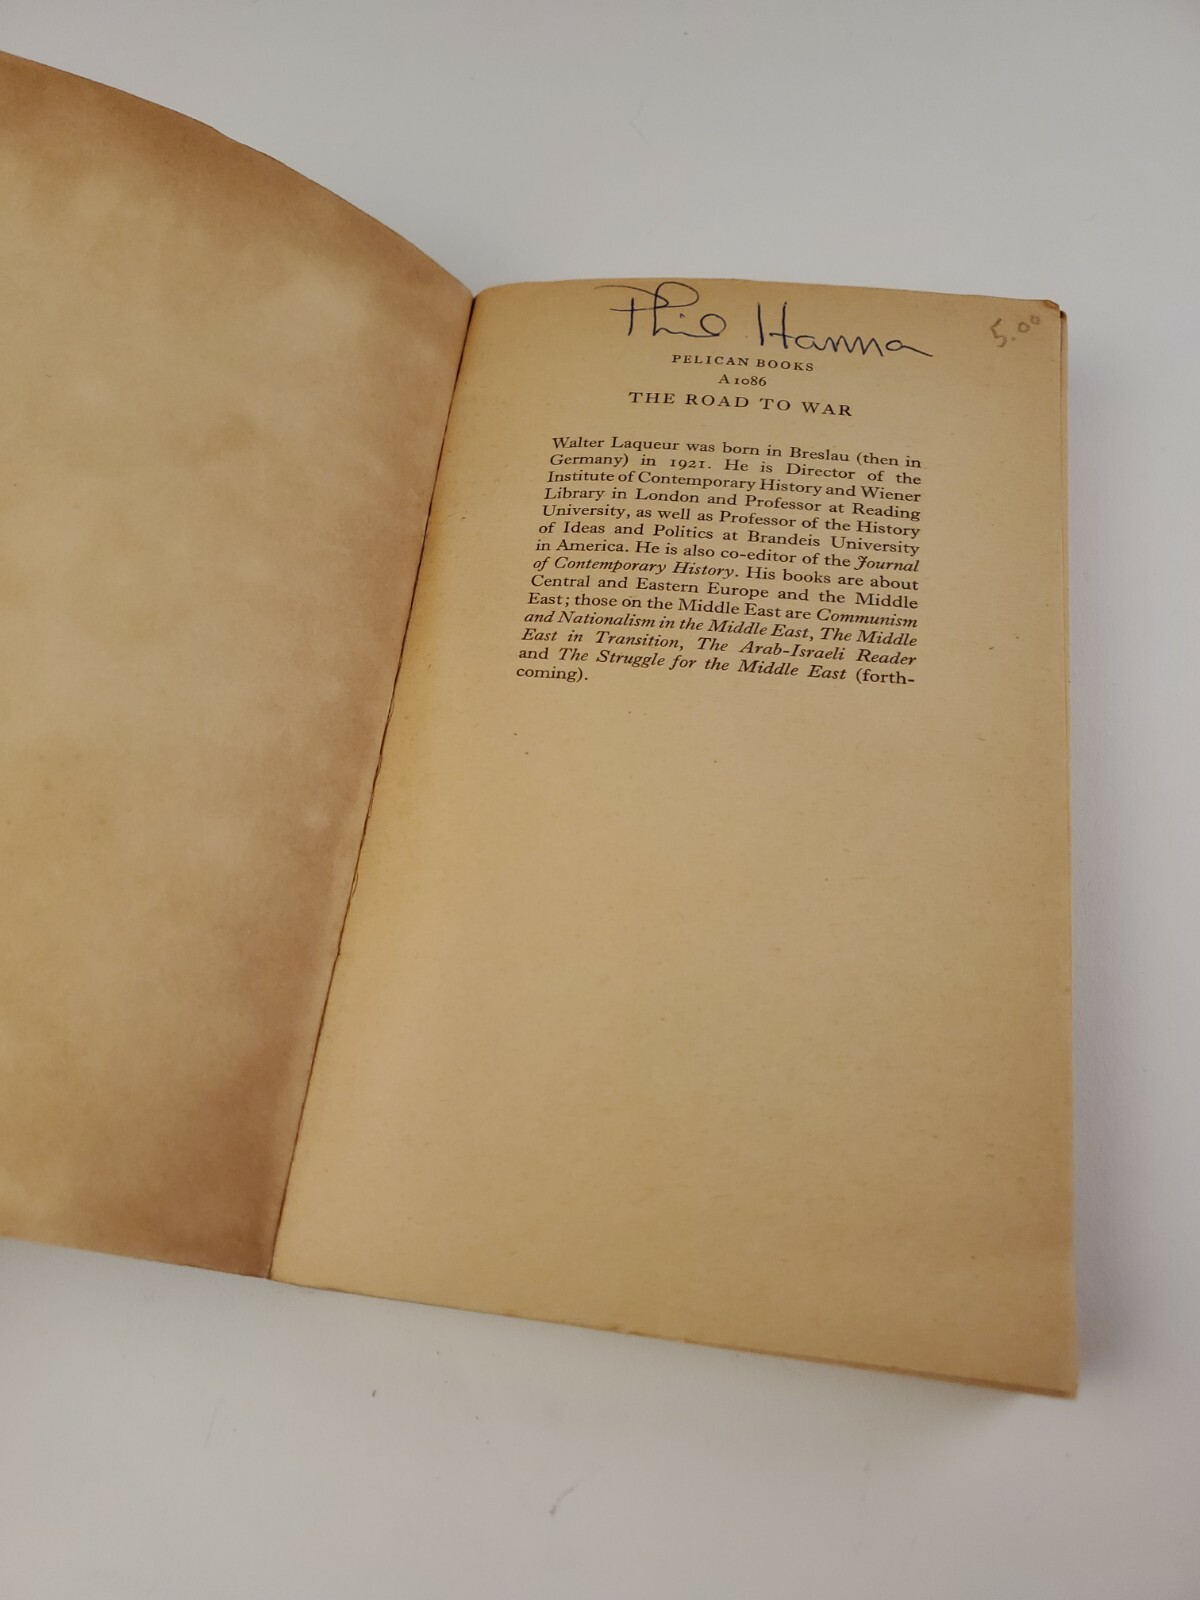 Phil Hanna
5.00
PELICAN BOOKS
A 1086
THE ROAD TO WAR
Walter Laqueur was born in Breslau (then in
Germany) in 1921. He is Director of the
Institute of Contemporary History and Wiener
Library in London and Professor at Reading
University, as well as Professor of the History
of Ideas and Politics at Brandeis University
in America. He is also co-editor of the Journal
of Contemporary History. His books are about
Central and Eastern Europe and the Middle
East; those on the Middle East are Communism
and Nationalism in the Middle East, The Middle
East in Transition, The Arab-Israeli Reader
and The Struggle for the Middle East (forth-
coming).